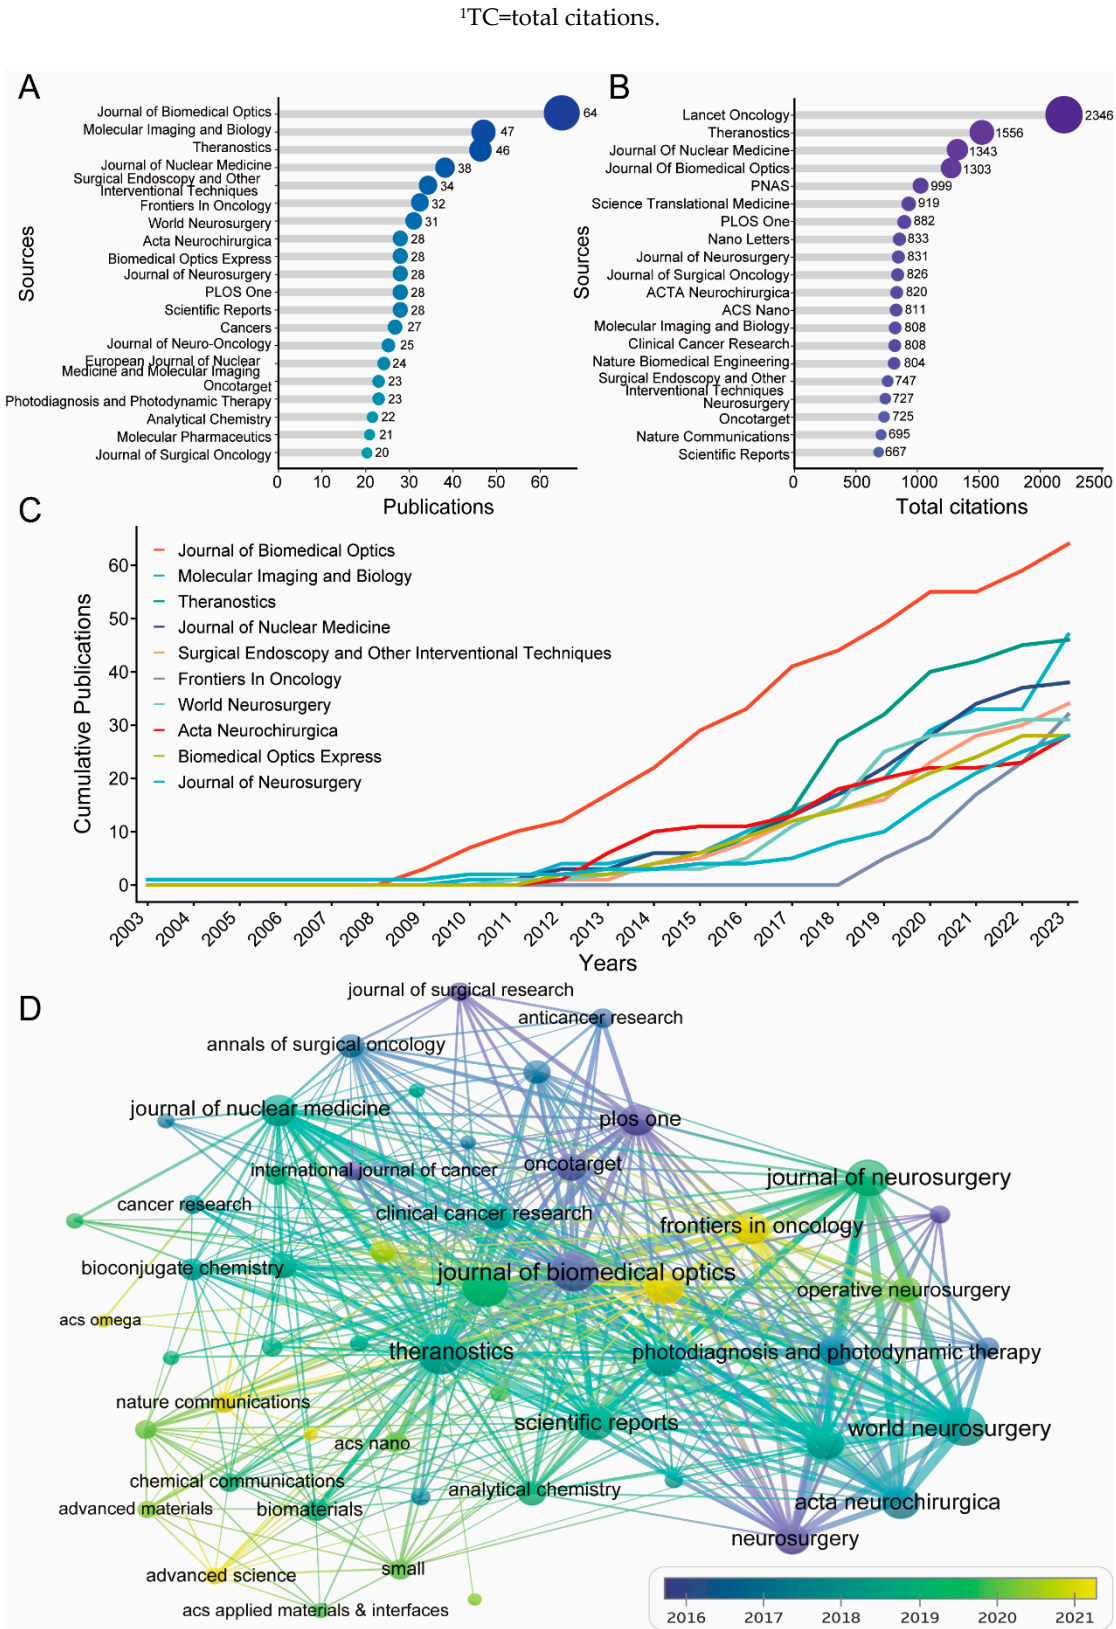 ¹TC=total citations.
A
Sources
Journal of Biomedical Optics 64
Molecular Imaging and Biology 47
Theranostics 46
Journal of Nuclear Medicine 38
Surgical Endoscopy and Other
Interventional Techniques 34
Frontiers In Oncology 32
World Neurosurgery 31
Acta Neurochirurgica 28
Biomedical Optics Express 28
Journal of Neurosurgery 28
PLOS One 28
Scientific Reports 28
Cancers 27
Journal of Neuro-Oncology 25
European Journal of Nuclear
Medicine and Molecular Imaging 24
Oncotarget 23
Photodiagnosis and Photodynamic Therapy 23
Analytical Chemistry 22
Molecular Pharmaceutics 21
Journal of Surgical Oncology 20
0 10 20 30 40 50 60
Publications
B
Sources
Lancet Oncology 2346
Theranostics 1556
Journal Of Nuclear Medicine 1343
Journal Of Biomedical Optics 1303
PNAS 999
Science Translational Medicine 919
PLOS One 882
Nano Letters 833
Journal of Neurosurgery 831
Journal of Surgical Oncology 826
ACTA Neurochirurgica 820
ACS Nano 811
Molecular Imaging and Biology 808
Clinical Cancer Research 808
Nature Biomedical Engineering 804
Surgical Endoscopy and Other
Interventional Techniques 747
Neurosurgery 727
Oncotarget 725
Nature Communications 695
Scientific Reports 667
0 500 1000 1500 2000 2500
Total citations
C
Cumulative Publications
60
50
40
30
20
10
0
Journal of Biomedical Optics
Molecular Imaging and Biology
Theranostics
Journal of Nuclear Medicine
Surgical Endoscopy and Other Interventional Techniques
Frontiers In Oncology
World Neurosurgery
Acta Neurochirurgica
Biomedical Optics Express
Journal of Neurosurgery
2003 2004 2005 2006 2007 2008 2009 2010 2011 2012 2013 2014 2015 2016 2017 2018 2019 2020 2021 2022 2023
Years
D
journal of surgical research
anticancer research
annals of surgical oncology
journal of nuclear medicine
plos one
international journal of cancer
oncotarget
journal of neurosurgery
cancer research
clinical cancer research
frontiers in oncology
bioconjugate chemistry
journal of biomedical optics
operative neurosurgery
acs omega
theranostics
photodiagnosis and photodynamic therapy
nature communications
scientific reports
world neurosurgery
acs nano
chemical communications
analytical chemistry
advanced materials
biomaterials
acta neurochirurgica
neurosurgery
advanced science
small
acs applied materials & interfaces
2016 2017 2018 2019 2020 2021